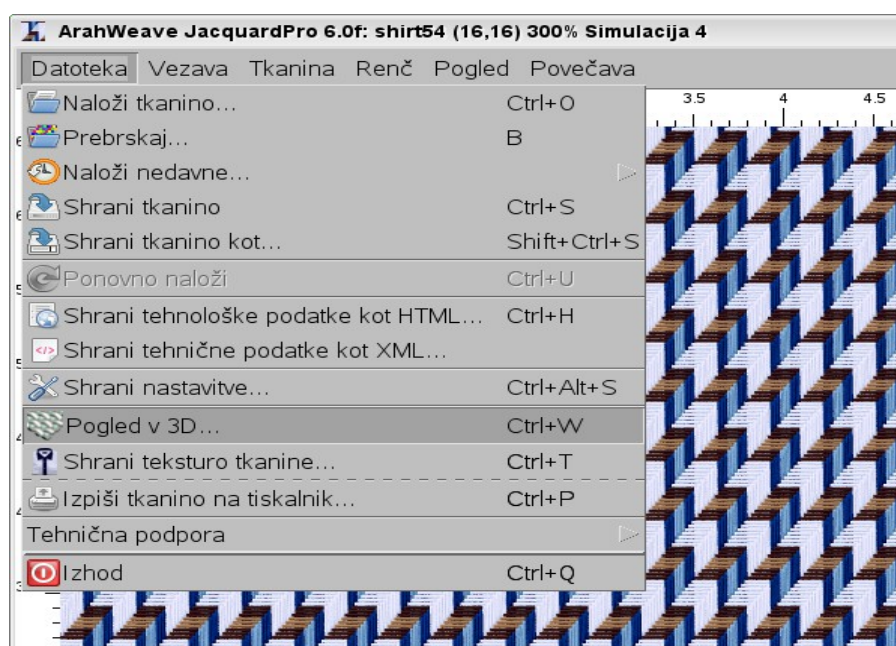 ArahWeave JacquardPro 6.0f: shirt54 (16,16) 300% Simulacija 4
Datoteka Vezava Tkanina Renč Pogled Povečava
Naloži tkanino... Ctrl+O
Prebrskaj... B
Naloži nedavne...
Shrani tkanino Ctrl+S
Shrani tkanino kot... Shift+Ctrl+S
Ponovno naloži Ctrl+U
Shrani tehnološke podatke kot HTML... Ctrl+H
Shrani tehnične podatke kot XML...
Shrani nastavitve... Ctrl+Alt+S
Pogled v 3D... Ctrl+W
Shrani teksturo tkanine... Ctrl+T
Izpiši tkanino na tiskalnik... Ctrl+P
Tehnična podpora
Izhod Ctrl+Q
3.5 4 4.5